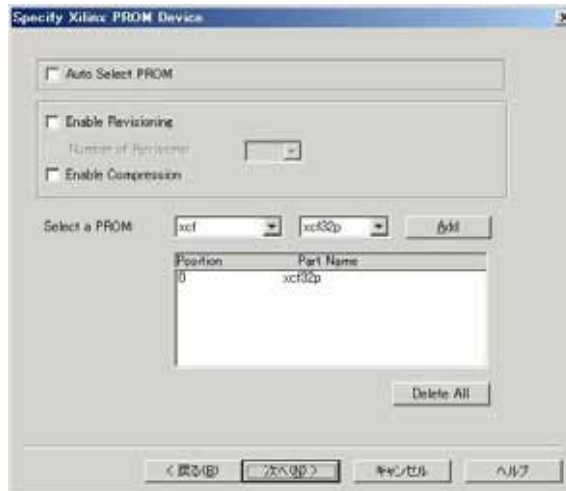 Specify Xilinx PROM Device
Auto Select PROM
Enable Revisioning
Number of Revisions
Enable Compression
Select a PROM xcf xcf32p Add
Position Part Name
0 xcf32p
Delete All
< 戻る(B) 次へ(N) > キャンセル ヘルプ